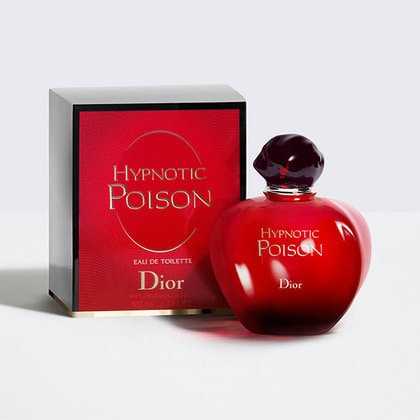 HYPNOTIC
POISON
EAU DE TOILETTE
Dior
HYPNOTIC
POISON
Dior